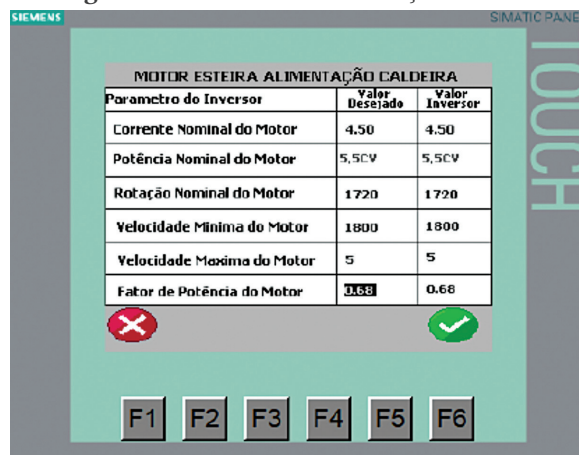 SIEMENS
SIMATIC PANE
TOUCH
MOTOR ESTEIRA ALIMENTAÇÃO CALDEIRA
Parametro do Inversor Valor Desejado Valor Inversor
Corrente Nominal do Motor 4.50 4.50
Potência Nominal do Motor 5,5CV 5,5CV
Rotação Nominal do Motor 1720 1720
Velocidade Minima do Motor 1800 1800
Velocidade Maxima do Motor 5 5
Fator de Potência do Motor 0.68 0.68
F1 F2 F3 F4 F5 F6